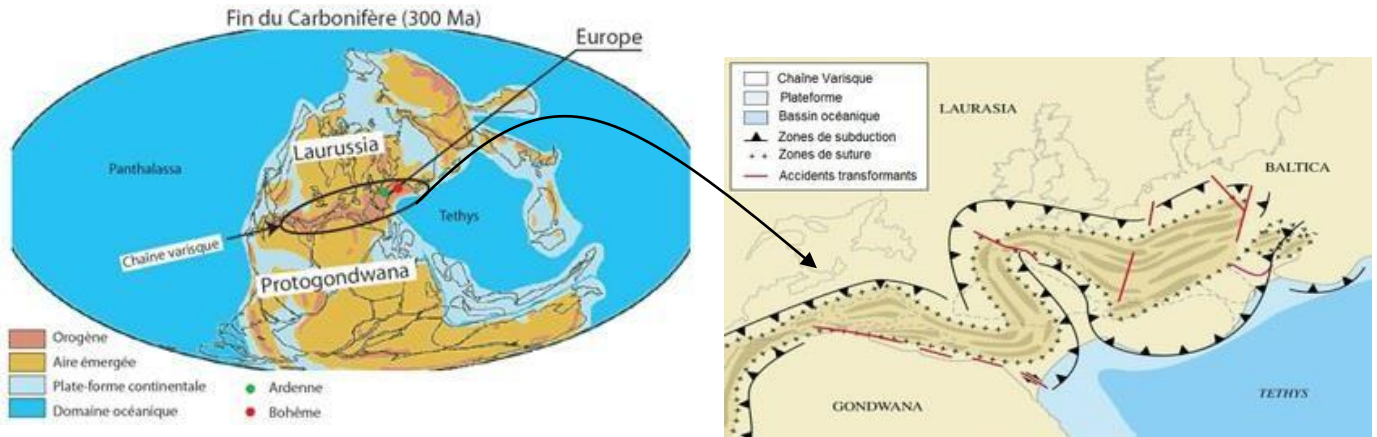 Fin du Carbonifère (300 Ma)
Europe
Laurussia
Panthalassa
Tethys
Chaîne varisque
Protogondwana
Orogène
Aire émergée
Plate-forme continentale
Domaine océanique
Ardenne
Bohème
Chaîne Varisque
Plateforme
Bassin océanique
Zones de subduction
Zones de suture
Accidents transformants
LAURASIA
BALTICA
GONDWANA
TETHYS